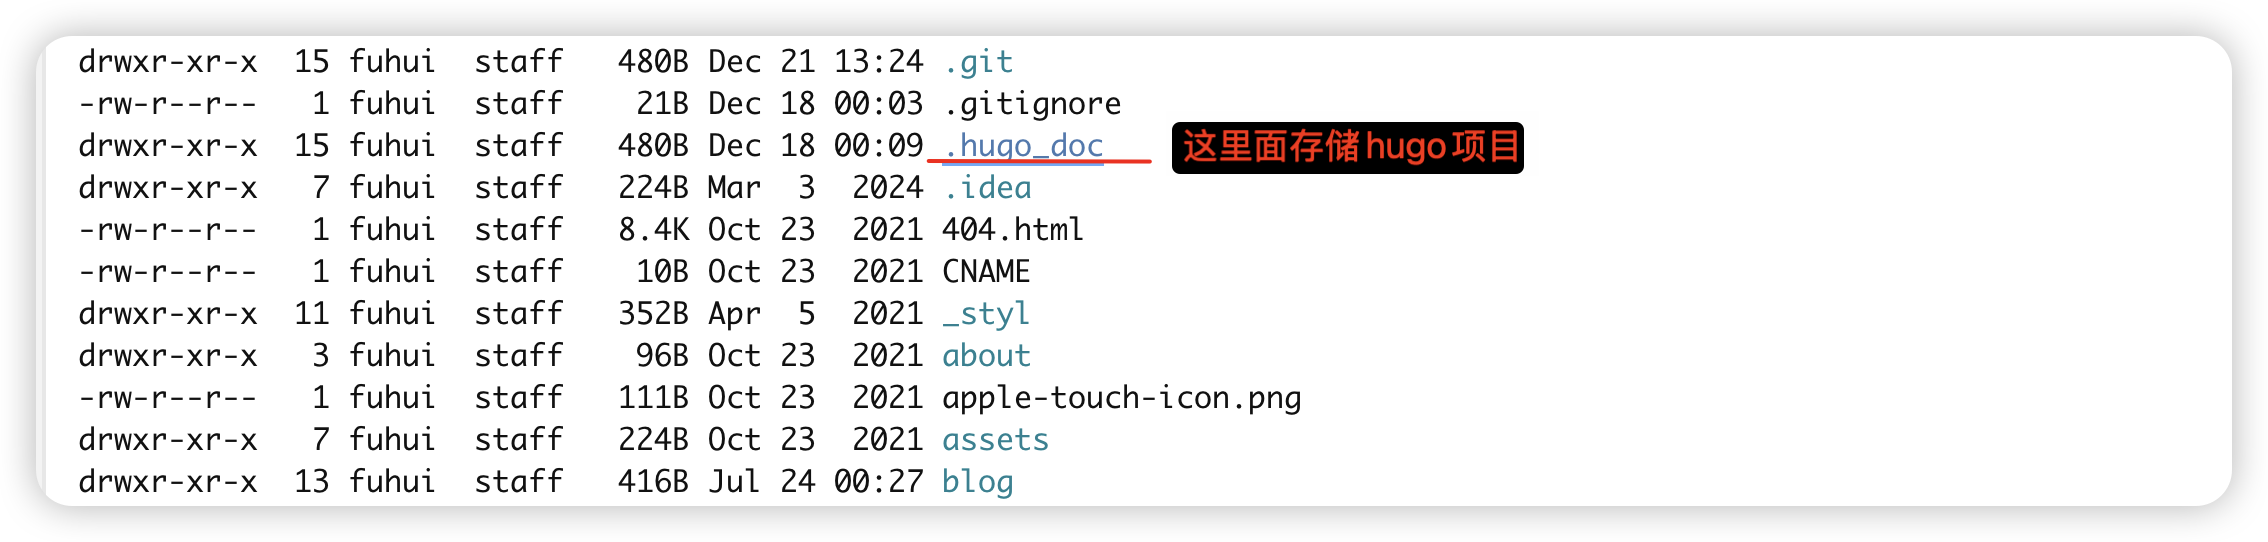 drwxr-xr-x  15 fuhui  staff   480B Dec 21 13:24 .git
-rw-r--r--   1 fuhui  staff    21B Dec 18 00:03 .gitignore
drwxr-xr-x  15 fuhui  staff   480B Dec 18 00:09 .hugo_doc 这里面存储hugo项目
drwxr-xr-x   7 fuhui  staff   224B Mar  3  2024 .idea
-rw-r--r--   1 fuhui  staff   8.4K Oct 23  2021 404.html
-rw-r--r--   1 fuhui  staff    10B Oct 23  2021 CNAME
drwxr-xr-x  11 fuhui  staff   352B Apr  5  2021 _styl
drwxr-xr-x   3 fuhui  staff    96B Oct 23  2021 about
-rw-r--r--   1 fuhui  staff   111B Oct 23  2021 apple-touch-icon.png
drwxr-xr-x   7 fuhui  staff   224B Oct 23  2021 assets
drwxr-xr-x  13 fuhui  staff   416B Jul 24 00:27 blog